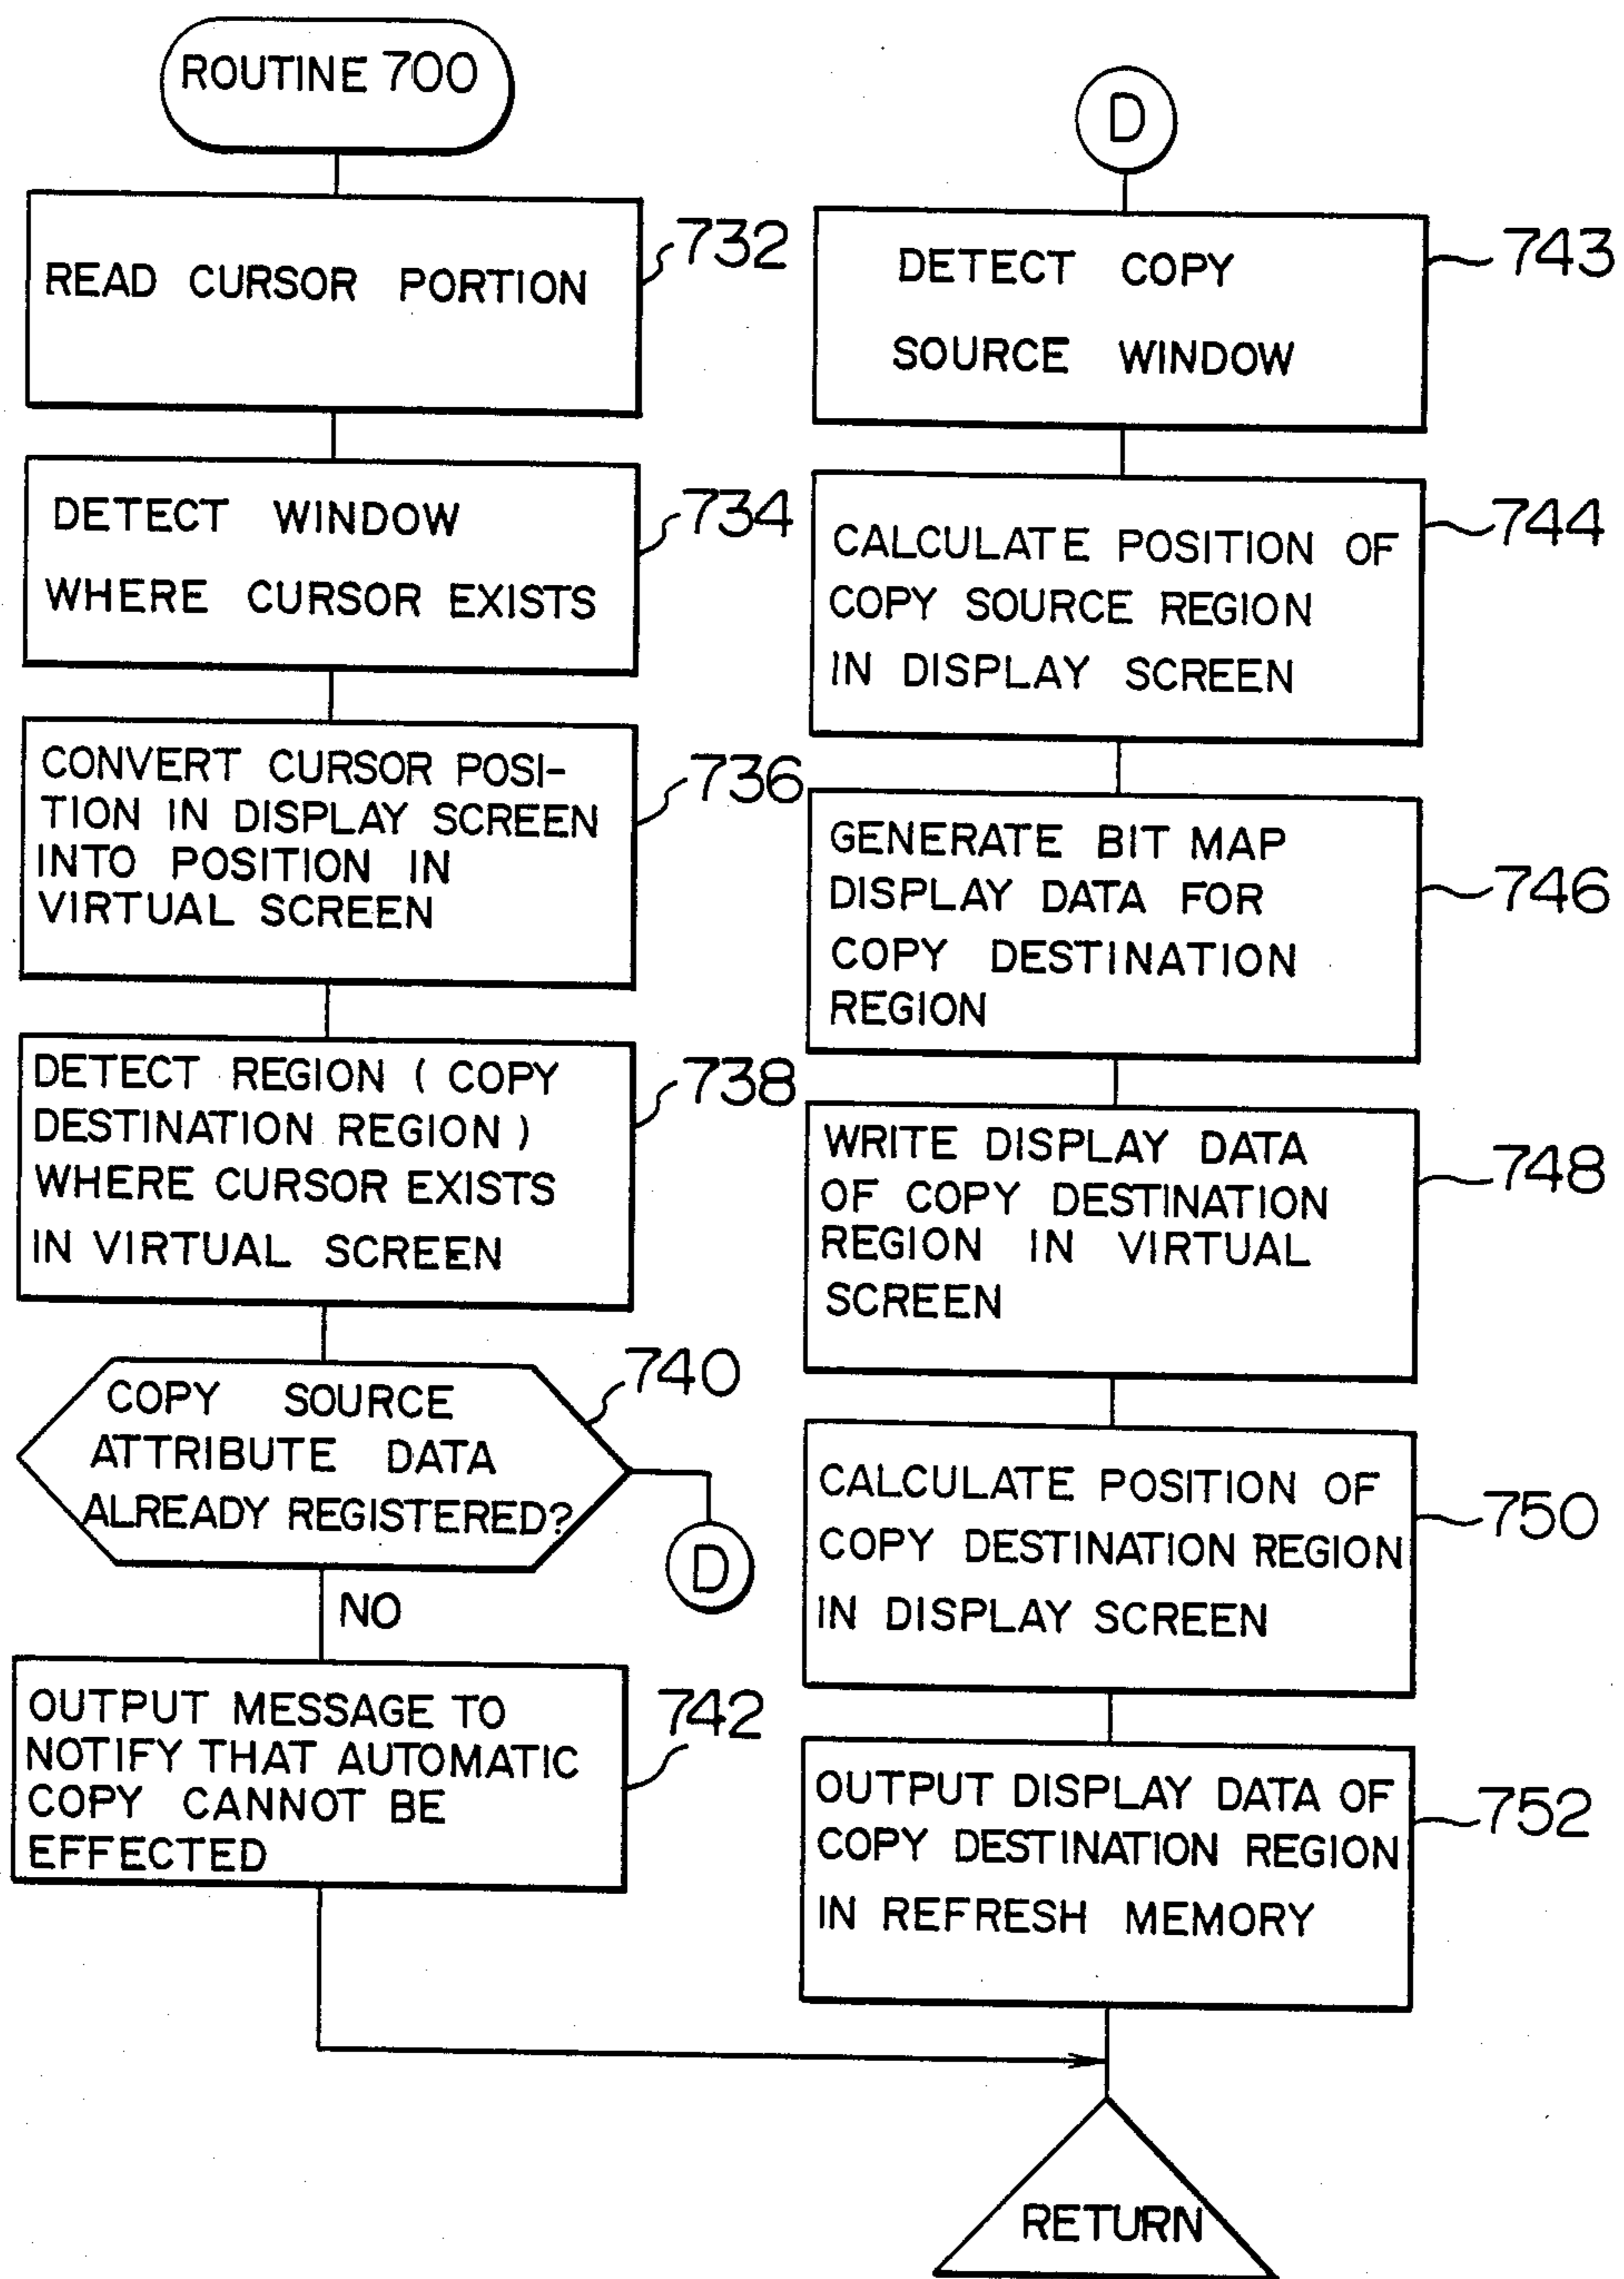 ROUTINE 700
READ CURSOR PORTION
732
DETECT WINDOW
WHERE CURSOR EXISTS
734
CONVERT CURSOR POSI-
TION IN DISPLAY SCREEN
INTO POSITION IN
VIRTUAL SCREEN
736
DETECT REGION ( COPY
DESTINATION REGION )
WHERE CURSOR EXISTS
IN VIRTUAL SCREEN
738
COPY SOURCE
ATTRIBUTE DATA
ALREADY REGISTERED?
740
D
NO
OUTPUT MESSAGE TO
NOTIFY THAT AUTOMATIC
COPY CANNOT BE
EFFECTED
742
D
DETECT COPY
SOURCE WINDOW
743
CALCULATE POSITION OF
COPY SOURCE REGION
IN DISPLAY SCREEN
744
GENERATE BIT MAP
DISPLAY DATA FOR
COPY DESTINATION
REGION
746
WRITE DISPLAY DATA
OF COPY DESTINATION
REGION IN VIRTUAL
SCREEN
748
CALCULATE POSITION OF
COPY DESTINATION REGION
IN DISPLAY SCREEN
750
OUTPUT DISPLAY DATA OF
COPY DESTINATION REGION
IN REFRESH MEMORY
752
RETURN